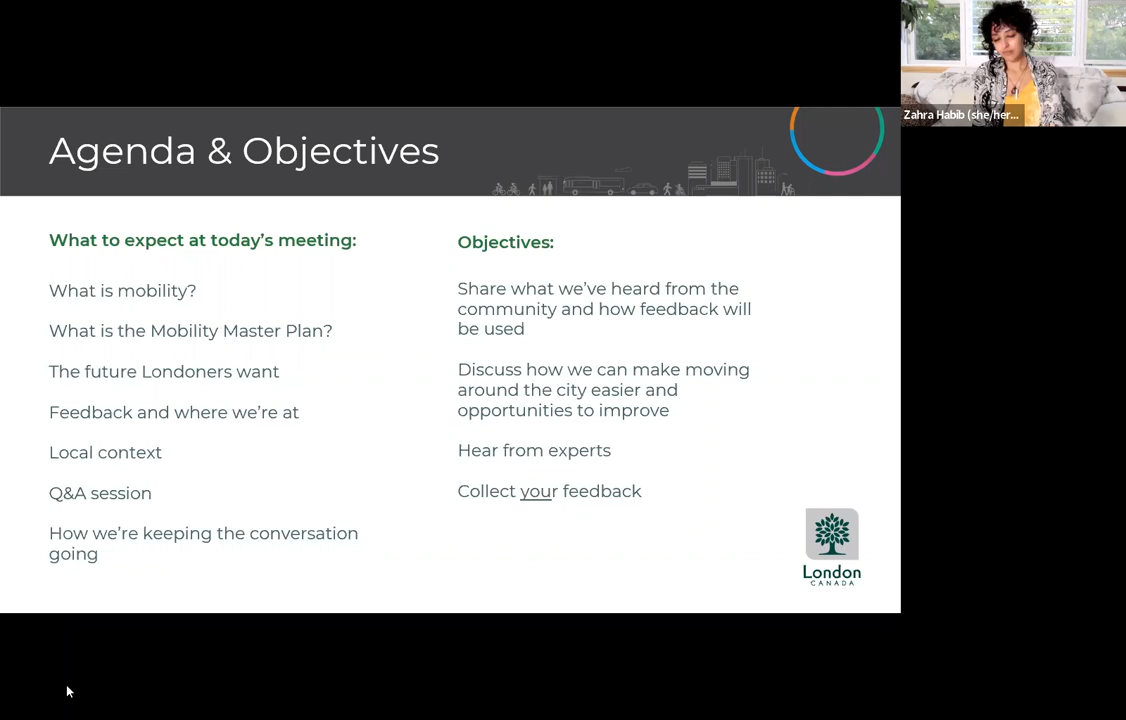 Agenda & Objectives
Zahra Habib (she/her...
What to expect at today’s meeting:
What is mobility?
What is the Mobility Master Plan?
The future Londoners want
Feedback and where we’re at
Local context
Q&A session
How we’re keeping the conversation
going
Objectives:
Share what we’ve heard from the
community and how feedback will
be used
Discuss how we can make moving
around the city easier and
opportunities to improve
Hear from experts
Collect your feedback
London
CANADA